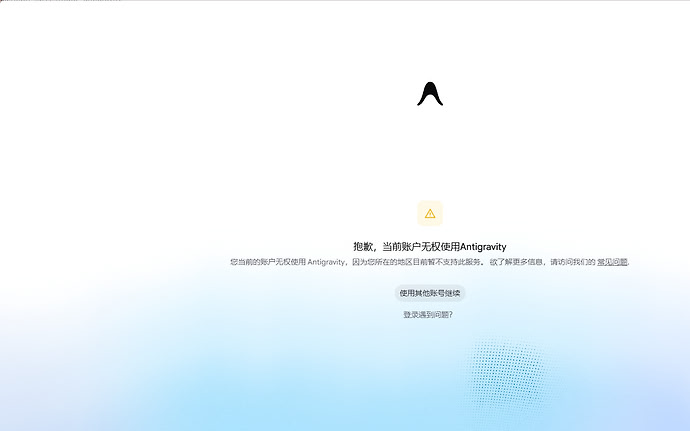 抱歉，当前账户无权使用Antigravity
您当前的账户无权使用 Antigravity，因为您所在的地区目前暂不支持此服务。 欲了解更多信息，请访问我们的 常见问题.
使用其他账号继续
登录遇到问题？